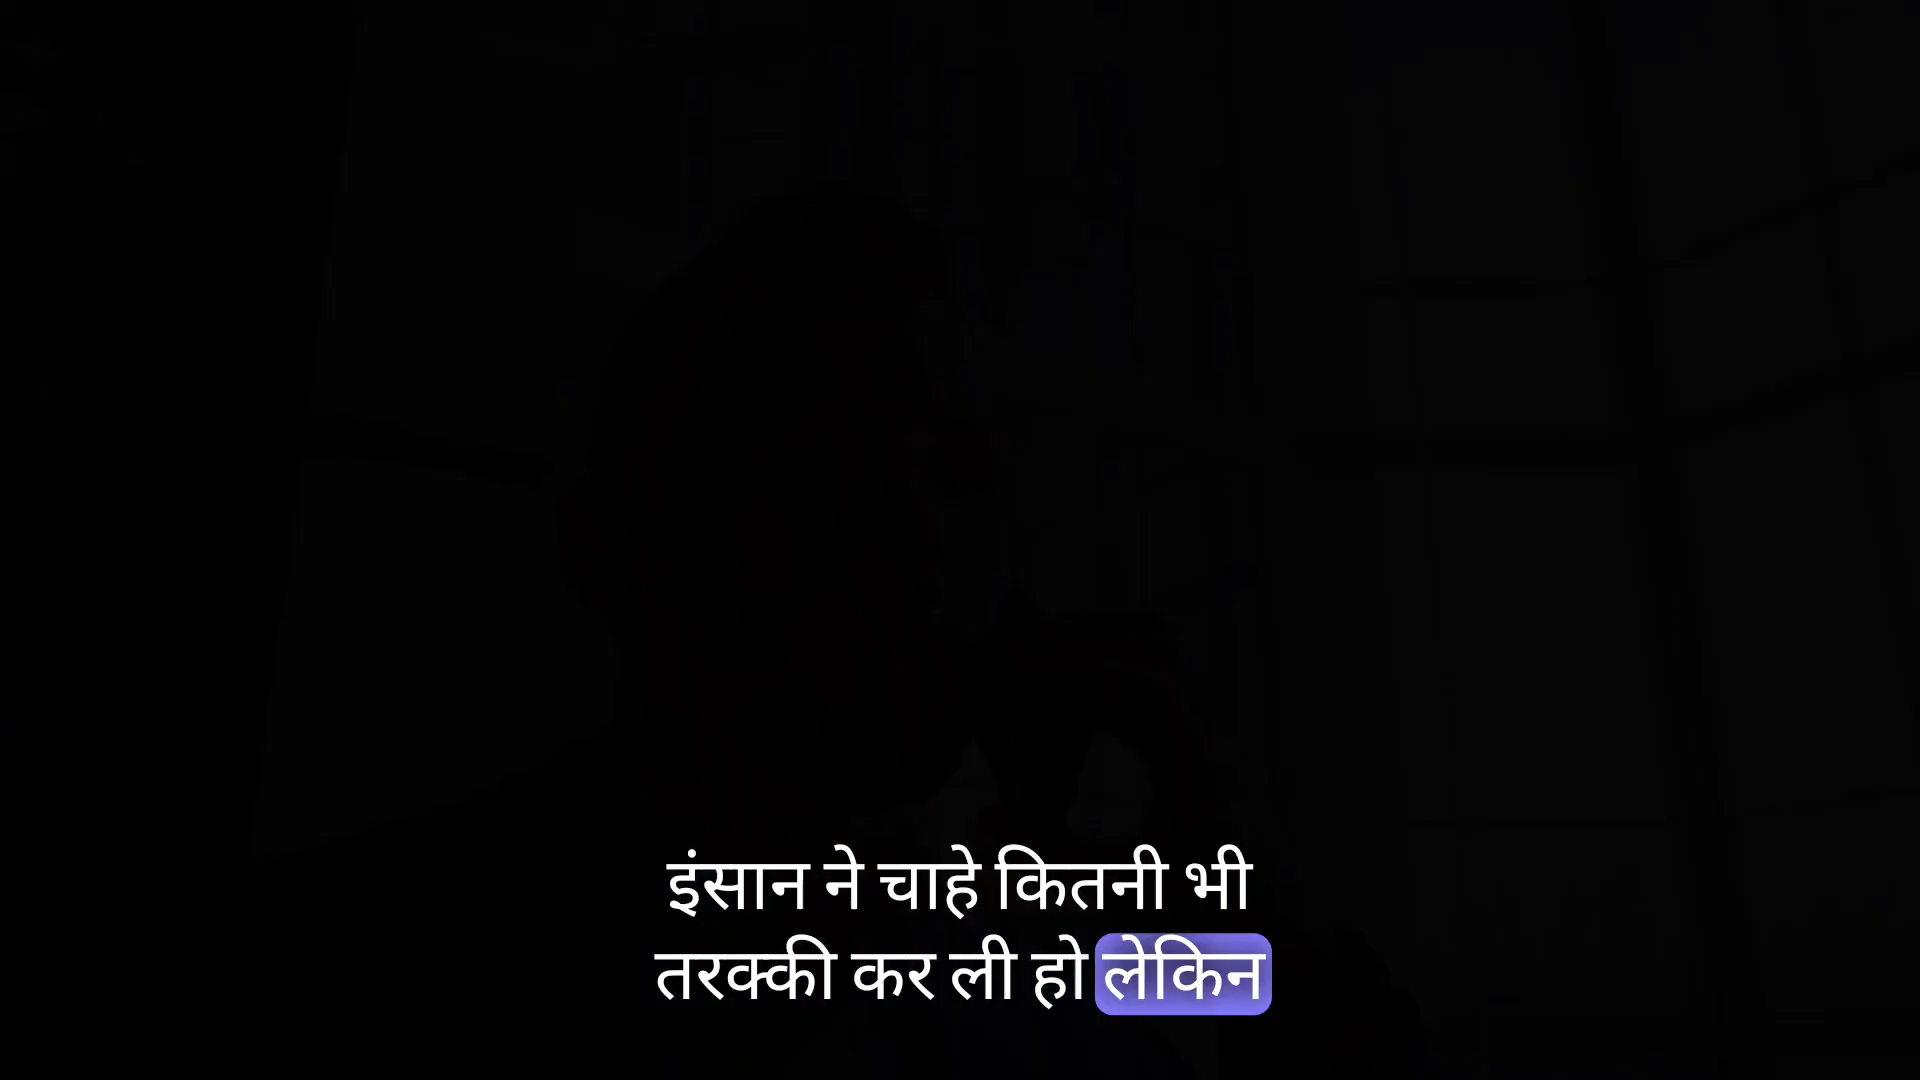 इंसान ने चाहे कितनी भी
तरक्की कर ली हो लेकिन